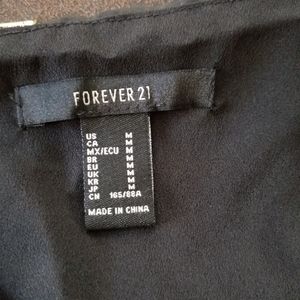 FOREVER 21
US M
CA M
MX/ECU M
BR M
EU M
UK M
KR M
JP M
CN 165/88A
MADE IN CHINA